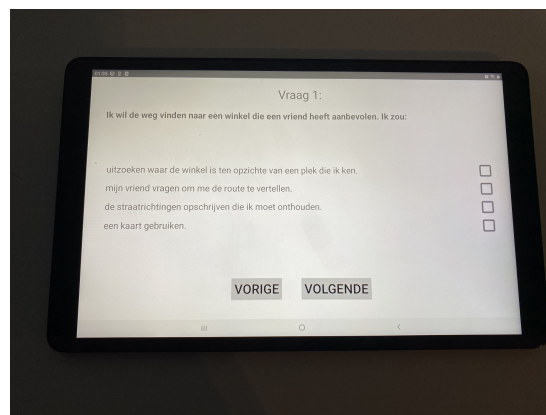 Vraag 1:
Ik wil de weg vinden naar een winkel die een vriend heeft aanbevolen. Ik zou:
uitzoeken waar de winkel is ten opzichte van een plek die ik ken.
mijn vriend vragen om me de route te vertellen.
de straatrichtingen opschrijven die ik moet onthouden.
een kaart gebruiken.
VORIGE VOLGENDE